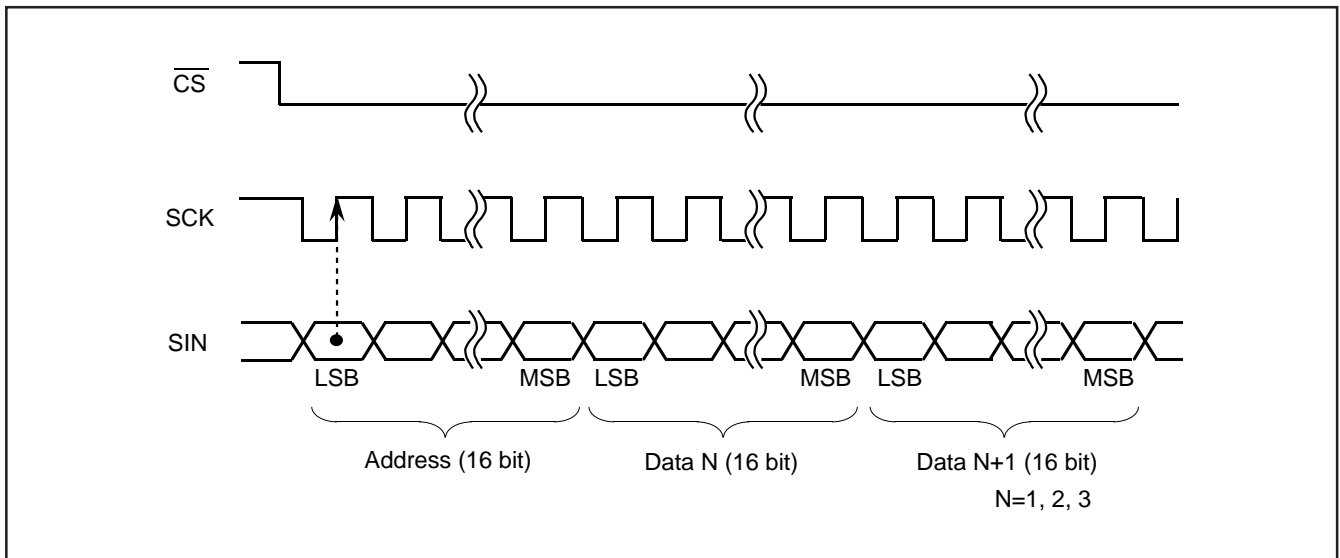 CS
SCK
SIN
LSB MSB LSB MSB LSB MSB
Address (16 bit) Data N (16 bit) Data N+1 (16 bit)
N=1, 2, 3